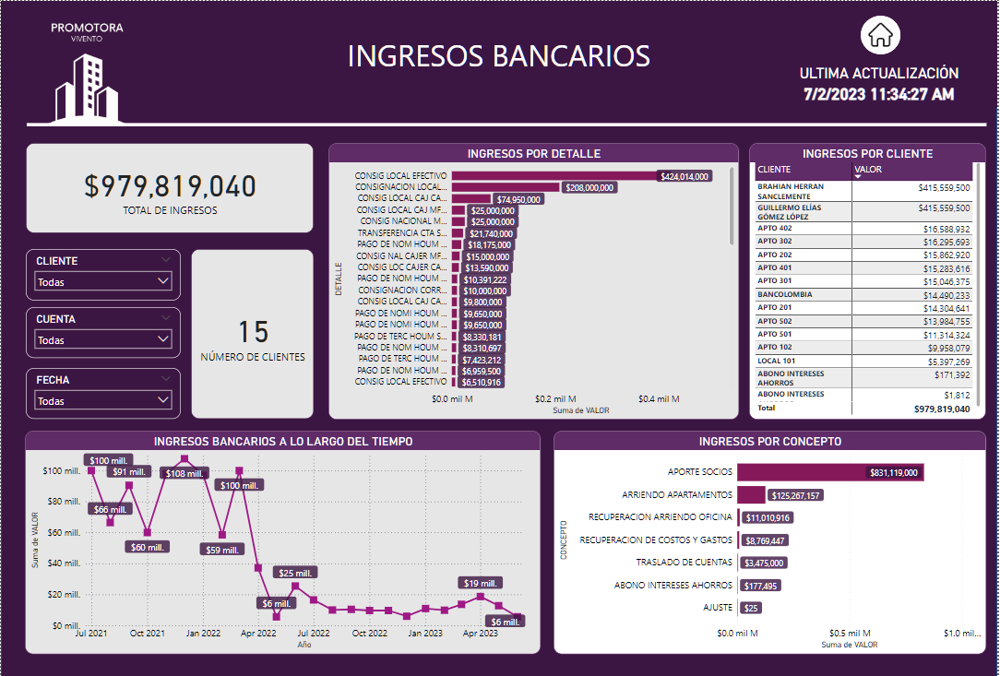 PROMOTORA
VIVENTO
INGRESOS BANCARIOS
ULTIMA ACTUALIZACIÓN
7/2/2023 11:34:27 AM
$979,819,040
TOTAL DE INGRESOS
CLIENTE
Todas
CUENTA
Todas
FECHA
Todas
15
NÚMERO DE CLIENTES
INGRESOS POR DETALLE
DETALLE
CONSIG LOCAL EFECTIVO $424,014,000
CONSIGNACION LOCAL... $208,000,000
CONSIG LOCAL CAJ CA... $74,950,000
CONSIG LOCAL CAJ MF... $25,000,000
CONSIG NACIONAL M... $25,000,000
TRANSFERENCIA CTA S... $21,740,000
PAGO DE NOM HOUM ... $18,175,000
CONSIG NAL CAJER MF... $15,000,000
CONSIG LOC CAJER CA... $13,590,000
PAGO DE NOM HOUM ... $10,391,222
CONSIGNACION CORR... $10,000,000
CONSIG LOCAL CAJ CA... $9,800,000
PAGO DE NOMI HOUM ... $9,650,000
PAGO DE NOMI HOUM ... $9,650,000
PAGO DE TERC HOUM S... $8,330,181
PAGO DE NOM HOUM ... $8,310,697
PAGO DE TERC HOUM ... $7,423,212
PAGO DE NOM HOUM ... $6,959,500
CONSIG LOCAL EFECTIVO $6,510,916
$0.0 mil M $0.2 mil M $0.4 mil M
Suma de VALOR
INGRESOS POR CLIENTE
CLIENTE VALOR
BRAHIAN HERRAN
SANCLEMENTE $415,559,500
GUILLERMO ELÍAS
GÓMEZ LÓPEZ $415,559,500
APTO 402 $16,588,932
APTO 302 $16,295,693
APTO 202 $15,862,920
APTO 401 $15,283,616
APTO 301 $15,046,375
BANCOLOMBIA $14,490,233
APTO 201 $14,304,641
APTO 502 $13,984,755
APTO 501 $11,314,324
APTO 102 $9,958,079
LOCAL 101 $5,397,269
ABONO INTERESES
AHORROS $171,392
ABONO INTERESES $1,812
Total $979,819,040
INGRESOS BANCARIOS A LO LARGO DEL TIEMPO
Suma de VALOR
$100 mill.
$80 mill.
$60 mill.
$40 mill.
$20 mill.
$0 mill.
$100 mill.
$66 mill.
$91 mill.
$60 mill.
$108 mill.
$59 mill.
$100 mill.
$6 mill.
$25 mill.
$19 mill.
$6 mill.
Jul 2021 Oct 2021 Jan 2022 Apr 2022 Jul 2022 Oct 2022 Jan 2023 Apr 2023
Año
INGRESOS POR CONCEPTO
CONCEPTO
APORTE SOCIOS $831,119,000
ARRIENDO APARTAMENTOS $125,267,157
RECUPERACION ARRIENDO OFICINA $11,010,916
RECUPERACION DE COSTOS Y GASTOS $8,769,447
TRASLADO DE CUENTAS $3,475,000
ABONO INTERESES AHORROS $177,495
AJUSTE $25
$0.0 mil M $0.5 mil M $1.0 mil...
Suma de VALOR